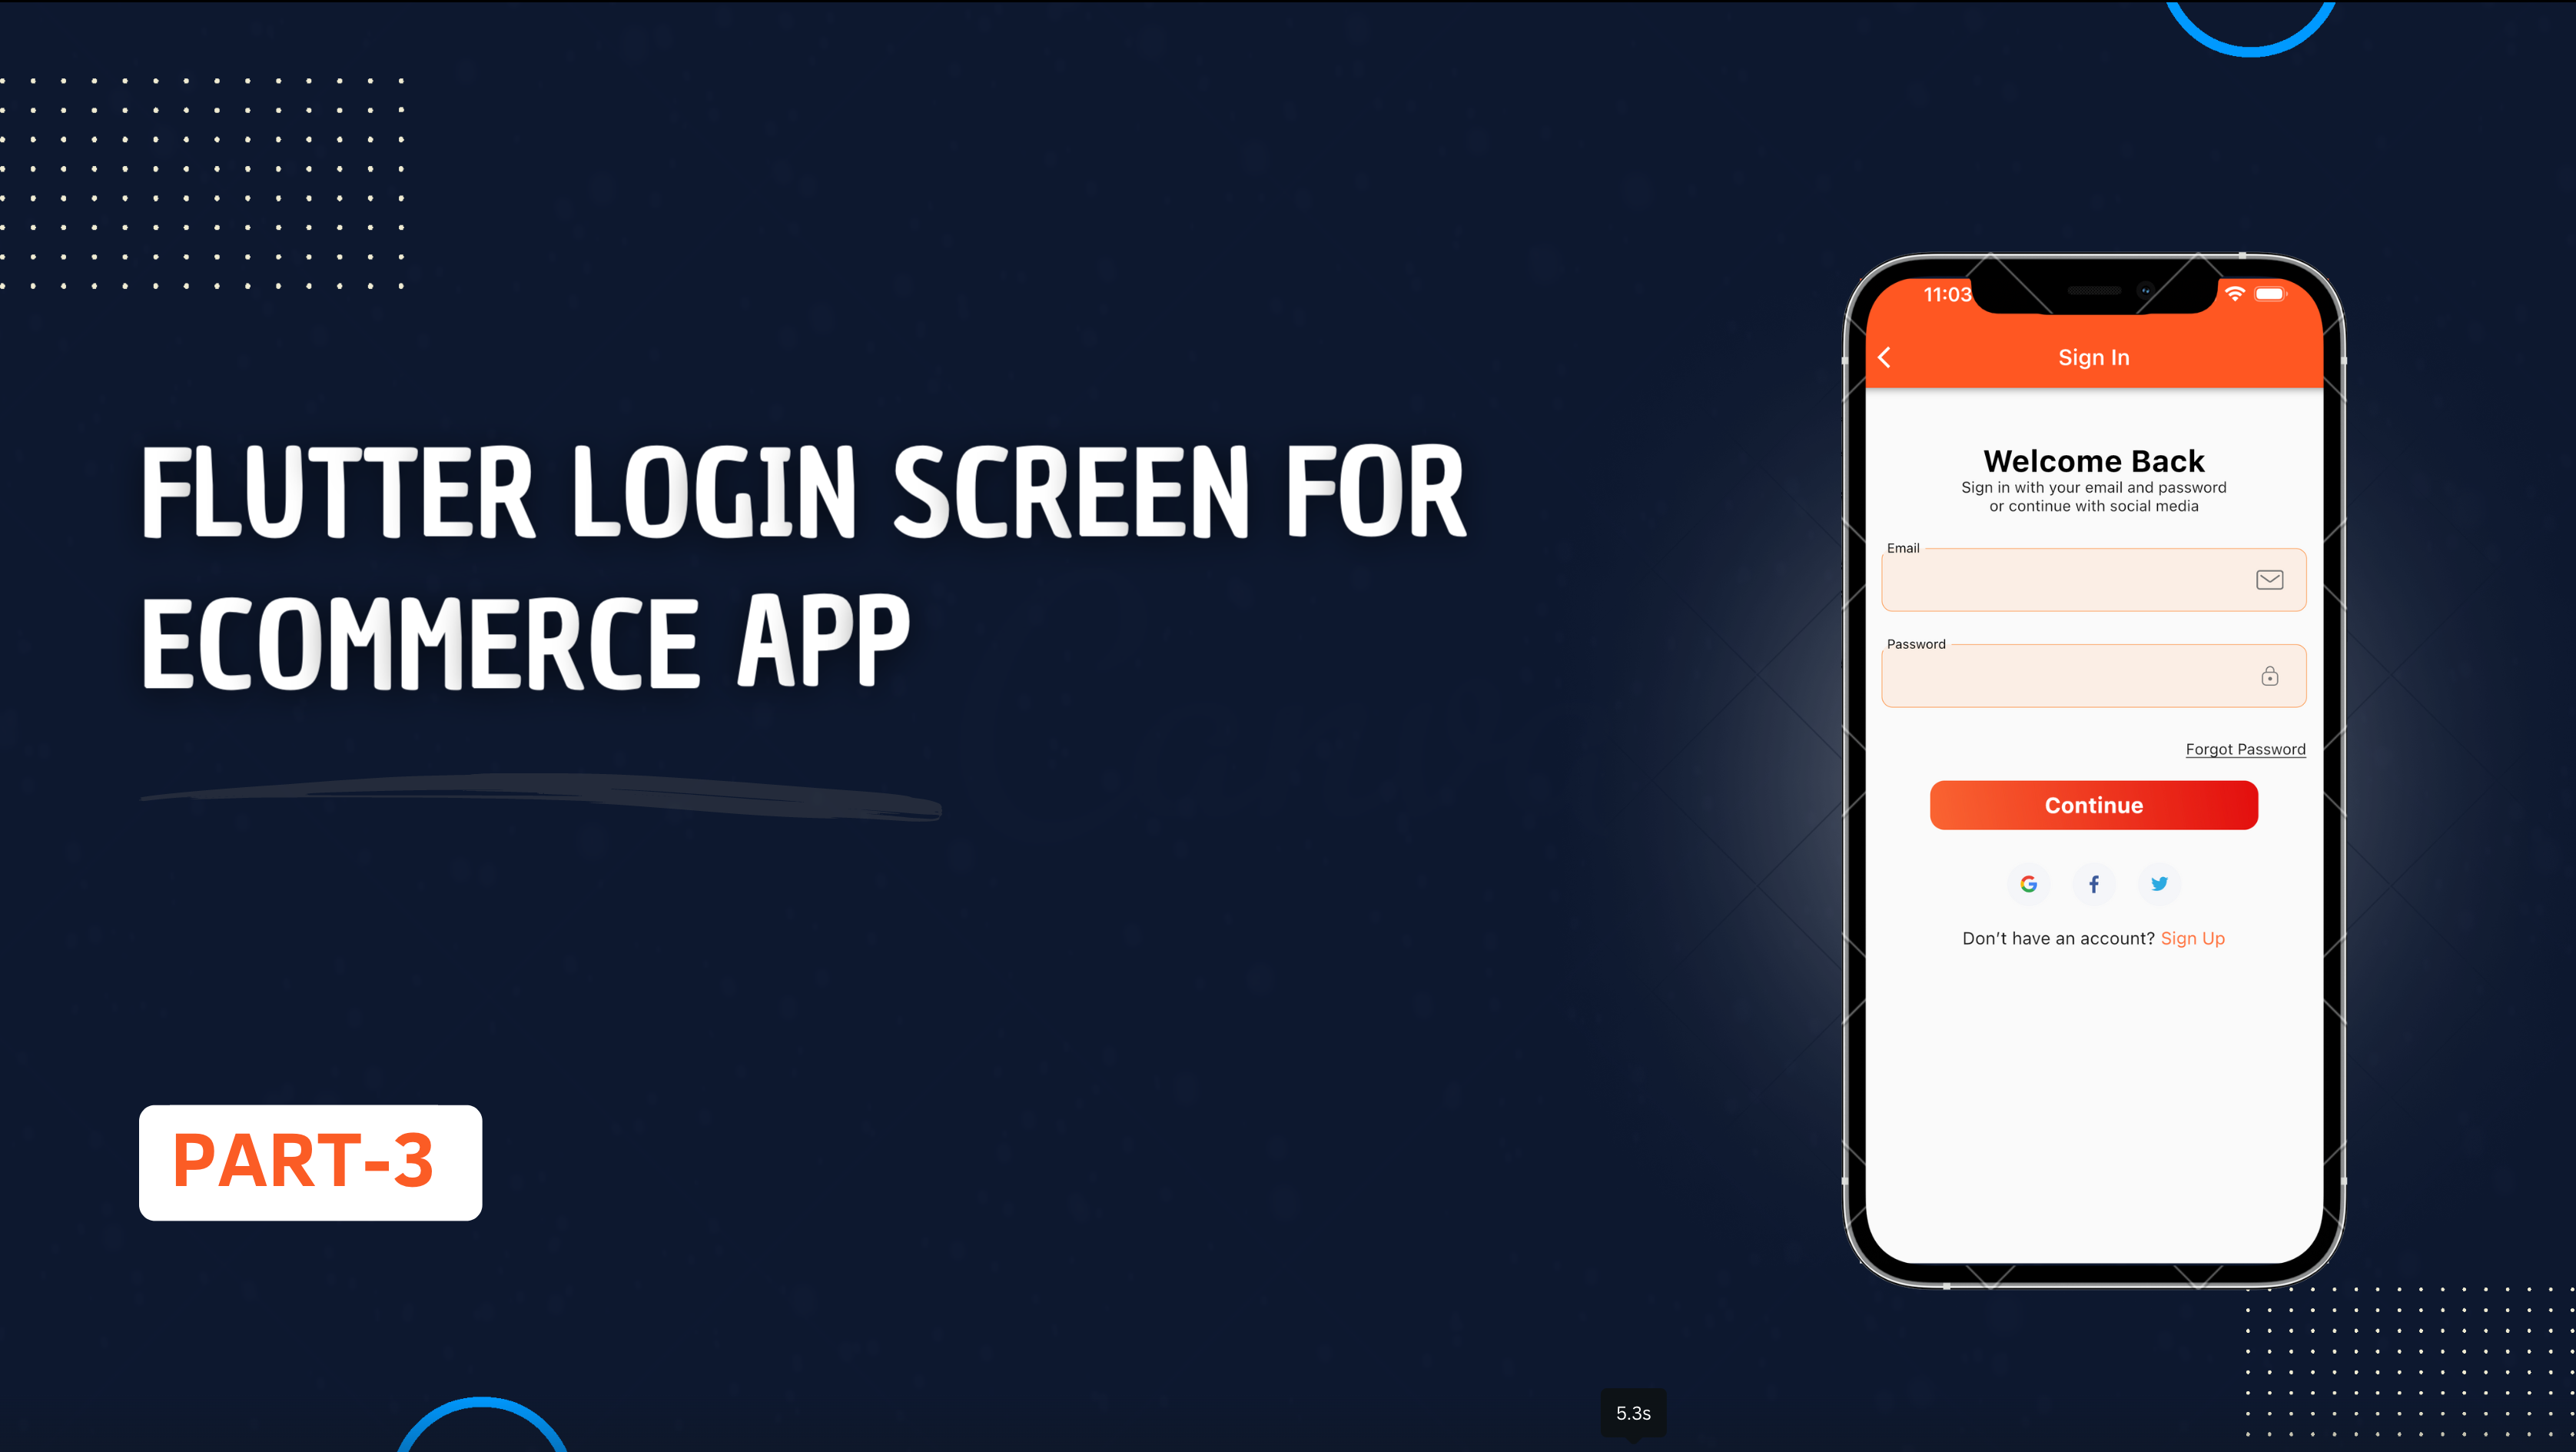 FLUTTER LOGIN SCREEN FOR
ECOMMERCE APP
PART-3
11:03
Sign In
Welcome Back
Sign in with your email and password
or continue with social media
Email
Password
Forgot Password
Continue
Don't have an account? Sign Up
5.3s